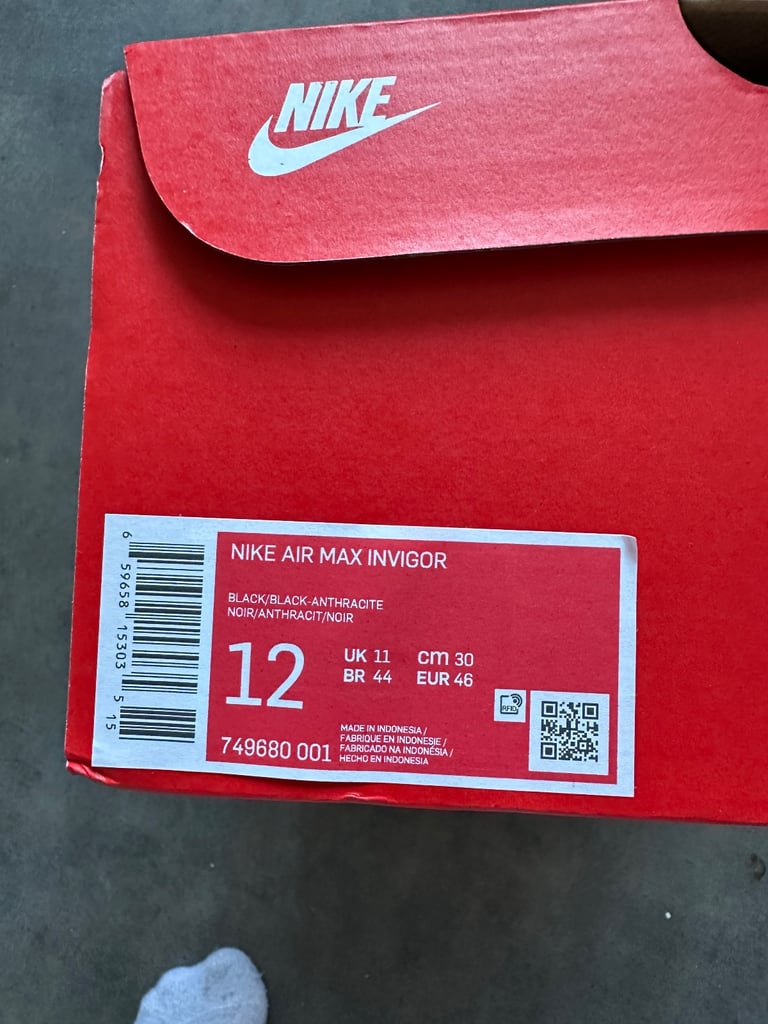 NIKE
NIKE AIR MAX INVIGOR
BLACK/BLACK-ANTHRACITE
NOIR/ANTHRACIT/NOIR
12
UK 11 cm 30
BR 44 EUR 46
RFID
749680 001
MADE IN INDONESIA /
FABRIQUE EN INDONESIE /
FABRICADO NA INDONÉSIA /
HECHO EN INDONESIA
6 59658 15303 5 15